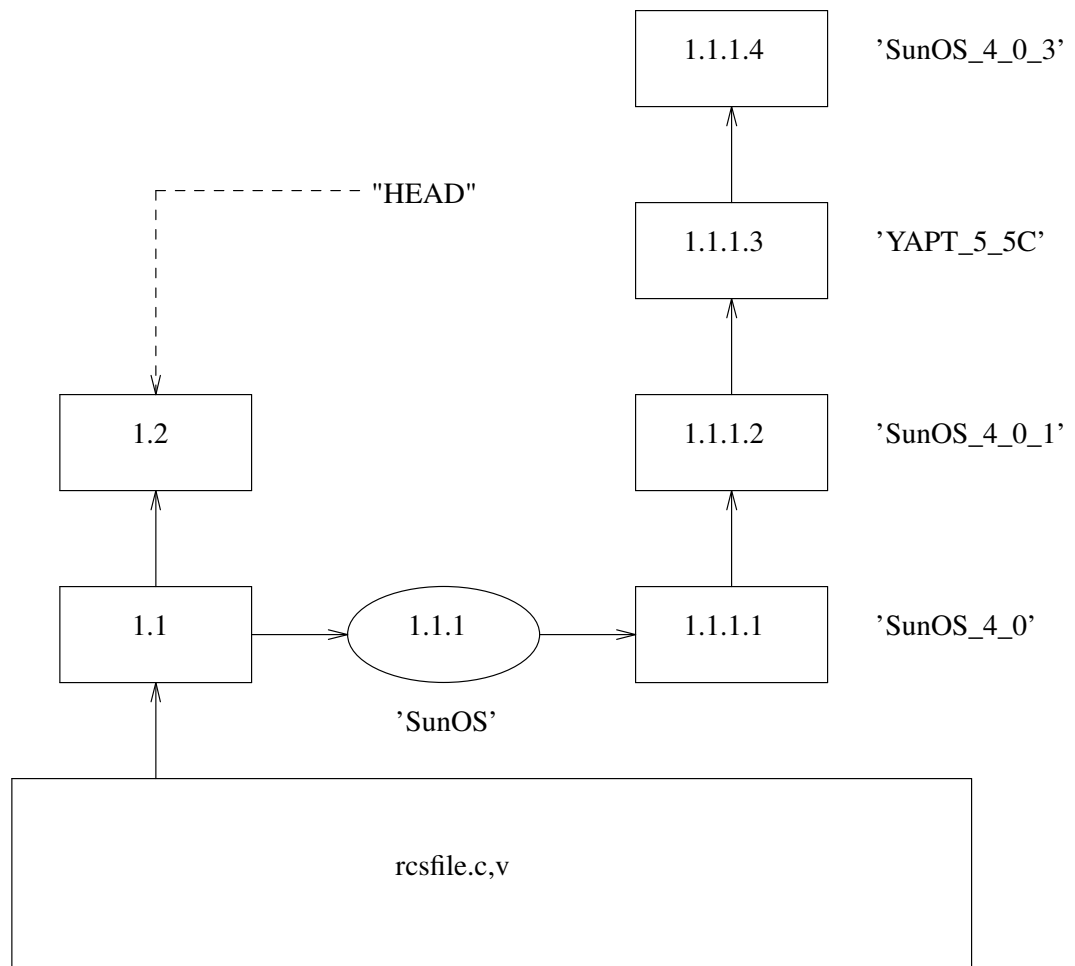 1.1.1.4 ’SunOS_4_0_3’
"HEAD"
1.1.1.3 ’YAPT_5_5C’
1.2
1.1.1.2 ’SunOS_4_0_1’
1.1
1.1.1
1.1.1.1 ’SunOS_4_0’
’SunOS’
rcsfile.c,v